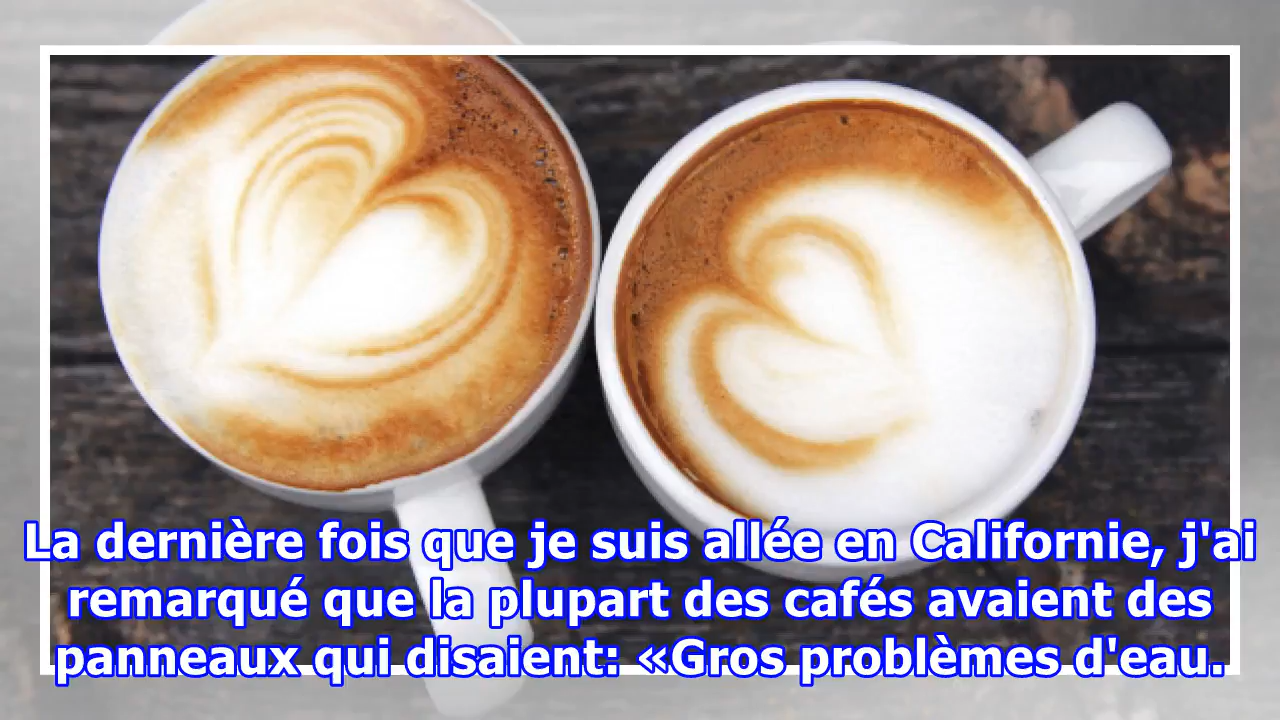 La dernière fois que je suis allée en Californie, j'ai
remarqué que la plupart des cafés avaient des
panneaux qui disaient: «Gros problèmes d'eau.